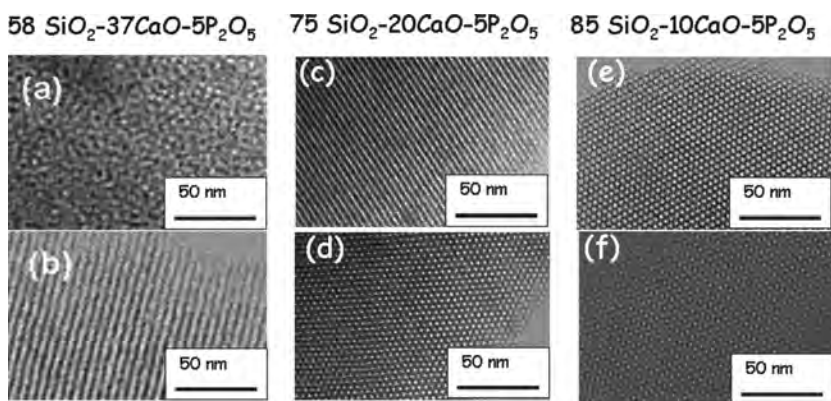 58 SiO₂-37CaO-5P₂O₅ 75 SiO₂-20CaO-5P₂O₅ 85 SiO₂-10CaO-5P₂O₅
(a) (c) (e)
50 nm 50 nm 50 nm
(b) (d) (f)
50 nm 50 nm 50 nm